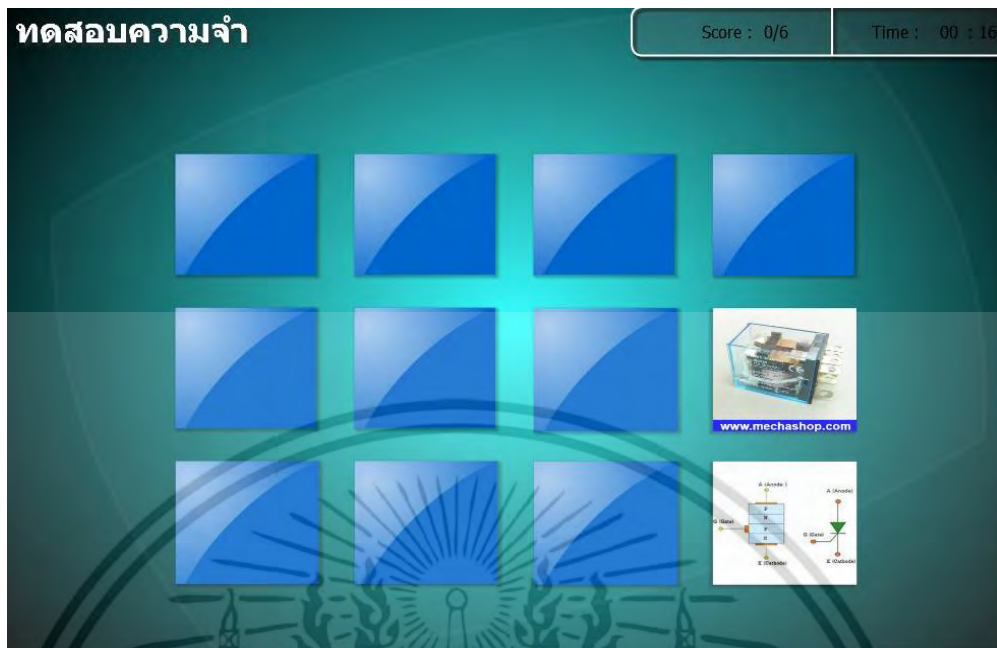 ทดสอบความจำ
Score : 0/6
Time : 00 : 16
www.mechashop.com
A (Anode )
P
N
P
N
G (Gate)
K (Cathode)
A (Anode)
G (Gate)
K (Cathode)